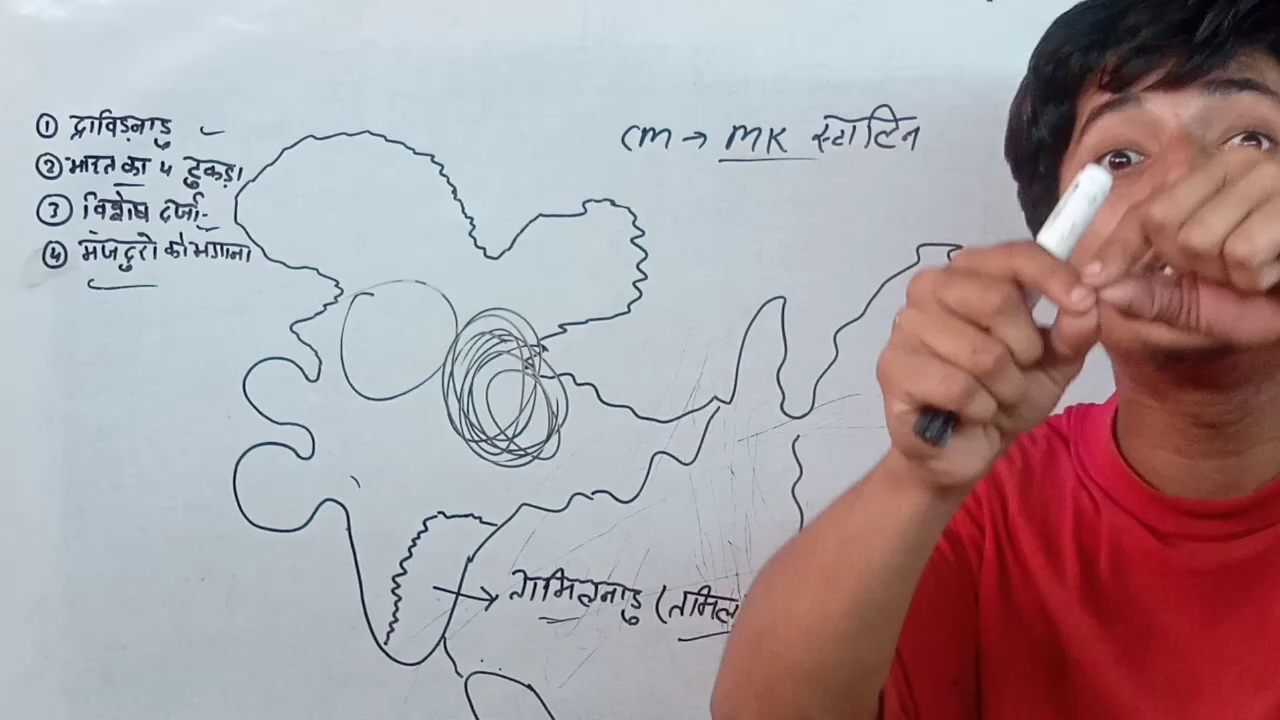 ① द्राविड़नाडु
② भारत का ५ टुकड़ा
③ विशेष दर्जा
④ मजदुरो को भगाना
CM → MK स्टालिन
तामिलनाडु (तमिल